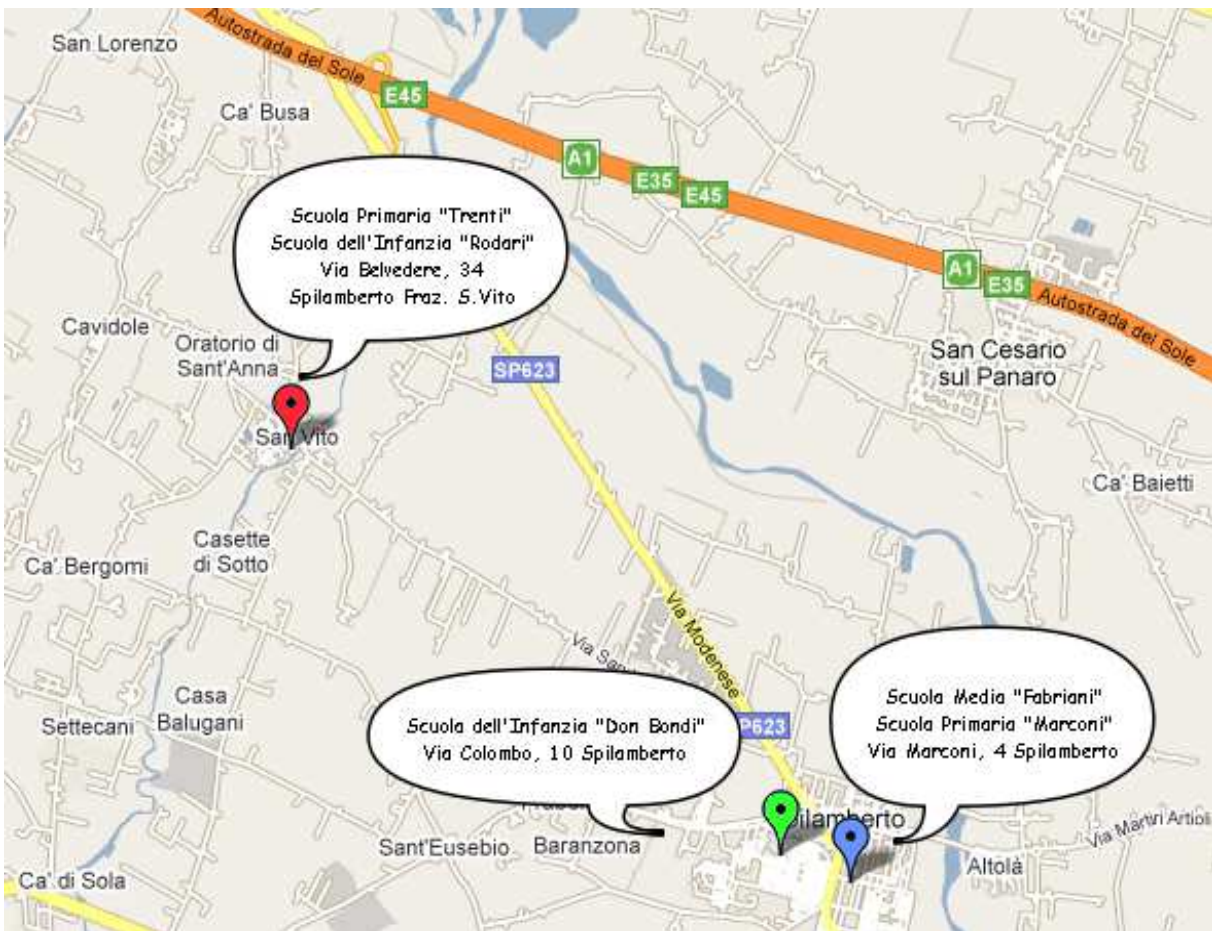 San Lorenzo
Autostrada del Sole
E45
Ca' Busa
A1
E35
E45
Scuola Primaria "Trenti"
Scuola dell'Infanzia "Rodari"
Via Belvedere, 34
Spilamberto Fraz. S.Vito
A1
E35
Autostrada del Sole
Cavidole
Oratorio di
Sant'Anna
SP623
San Cesario
sul Panaro
San Vito
Ca' Baietti
Casette
di Sotto
Ca' Bergomi
Via Modenese
Via San
Casa
Balugani
Settecani
Scuola dell'Infanzia "Don Bondi"
Via Colombo, 10 Spilamberto
P623
Scuola Media "Fabriani"
Scuola Primaria "Marconi"
Via Marconi, 4 Spilamberto
pilamberto
Via Martiri Artioli
Sant'Eusebio
Baranzona
Altolà
Ca' di Sola